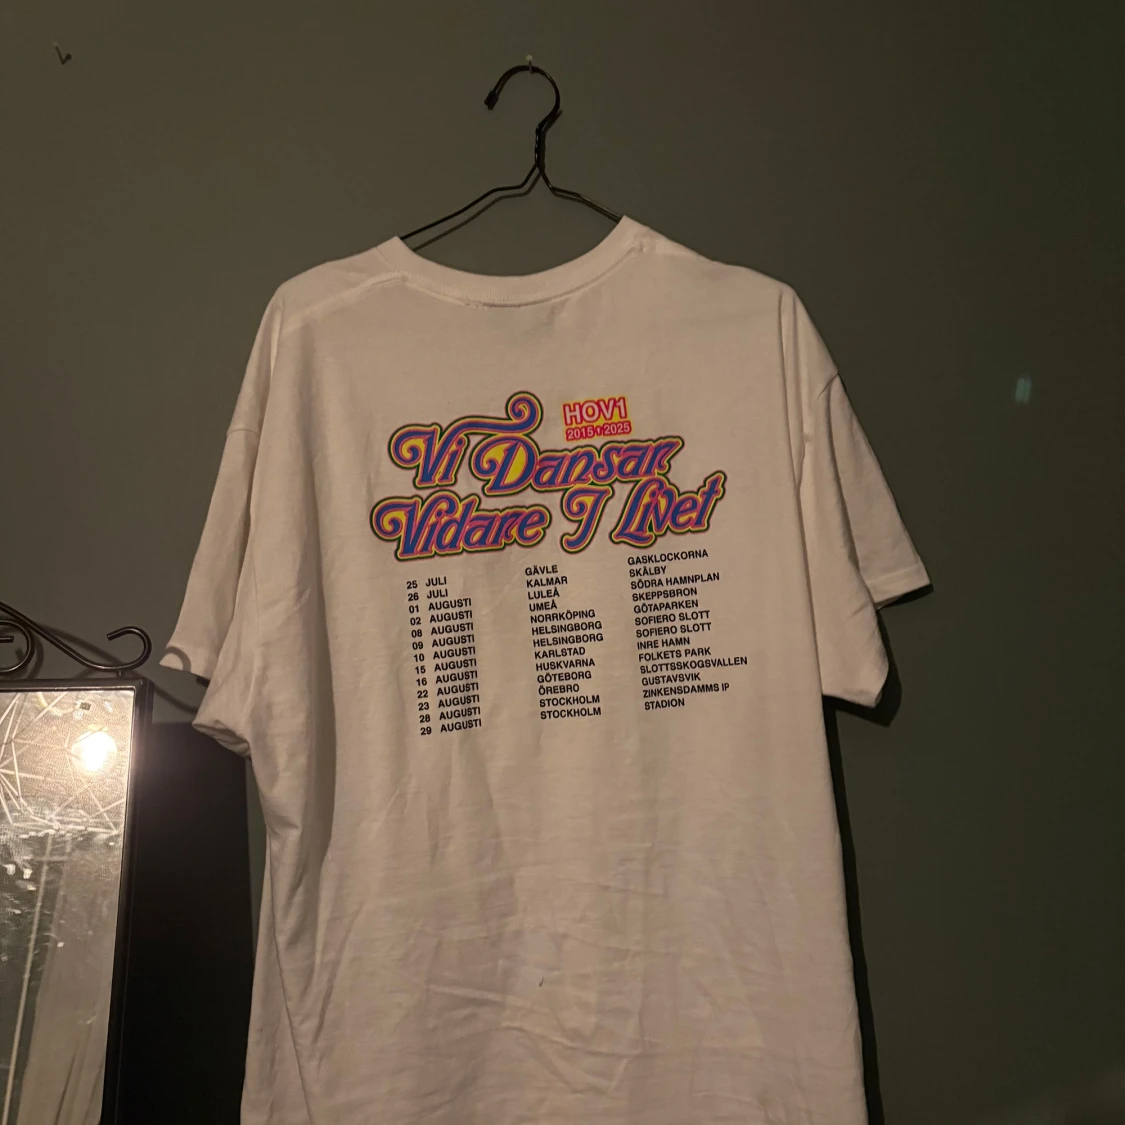 HOV1
2015 2025
Vi Dansar
Vidare I Livet
25 JULI GÄVLE GASKLOCKORNA
26 JULI KALMAR SKÄLBY
01 AUGUSTI LULEÅ SÖDRA HAMNPLAN
02 AUGUSTI UMEÅ SKEPPSBRON
08 AUGUSTI NORRKÖPING GÖTAPARKEN
09 AUGUSTI HELSINGBORG SOFIERO SLOTT
10 AUGUSTI HELSINGBORG SOFIERO SLOTT
15 AUGUSTI KARLSTAD INRE HAMN
16 AUGUSTI HUSKVARNA FOLKETS PARK
22 AUGUSTI GÖTEBORG SLOTTSSKOGSVALLEN
23 AUGUSTI ÖREBRO GUSTAVSVIK
28 AUGUSTI STOCKHOLM ZINKENSDAMMS IP
29 AUGUSTI STOCKHOLM STADION